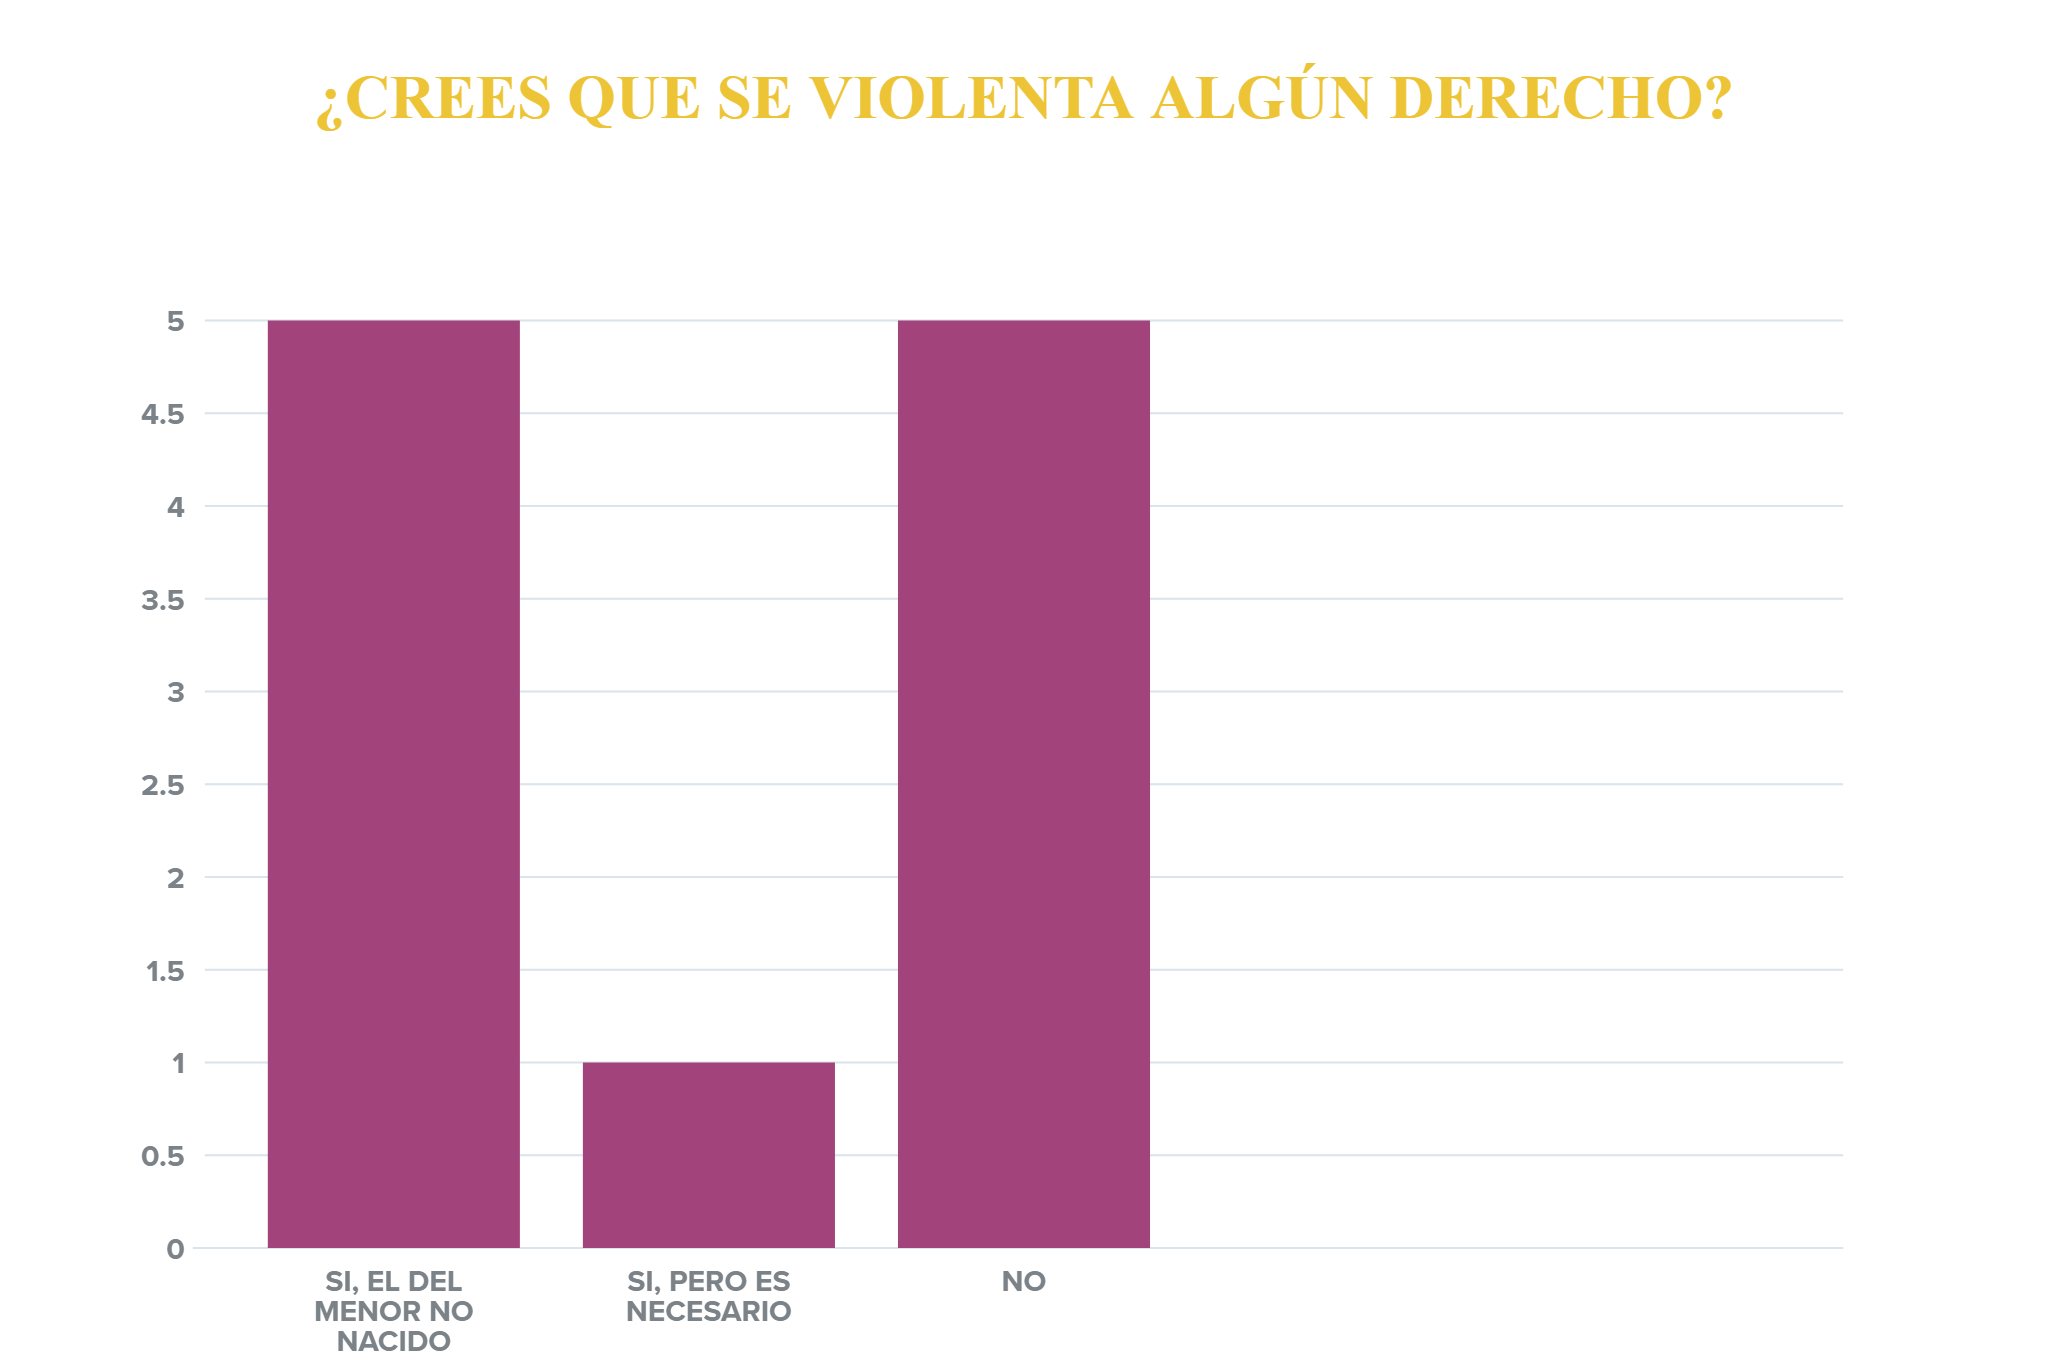 ¿CREES QUE SE VIOLENTA ALGÚN DERECHO?
5
4.5
4
3.5
3
2.5
2
1.5
1
0.5
0
SI, EL DEL
MENOR NO
NACIDO
SI, PERO ES
NECESARIO
NO